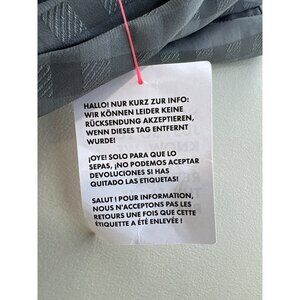 HALLO! NUR KURZ ZUR INFO:
WIR KÖNNEN LEIDER KEINE
RÜCKSENDUNG AKZEPTIEREN,
WENN DIESES TAG ENTFERNT
WURDE!
¡OYE! SOLO PARA QUE LO
SEPAS, ¡NO PODEMOS ACEPTAR
DEVOLUCIONES SI HAS
QUITADO LAS ETIQUETAS!
SALUT ! POUR INFORMATION,
NOUS N'ACCEPTONS PAS LES
RETOURS UNE FOIS QUE CETTE
ÉTIQUETTE A ÉTÉ ENLEVÉE !